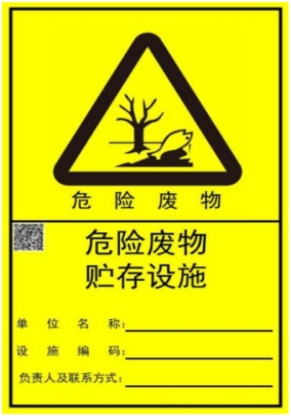 危险废物
危险废物
贮存设施
单位名称：
设施编码：
负责人及联系方式：